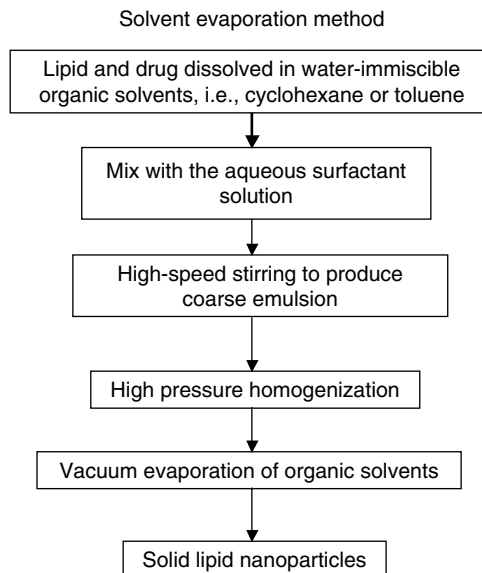 Solvent evaporation method
Lipid and drug dissolved in water-immiscible
organic solvents, i.e., cyclohexane or toluene
Mix with the aqueous surfactant
solution
High-speed stirring to produce
coarse emulsion
High pressure homogenization
Vacuum evaporation of organic solvents
Solid lipid nanoparticles